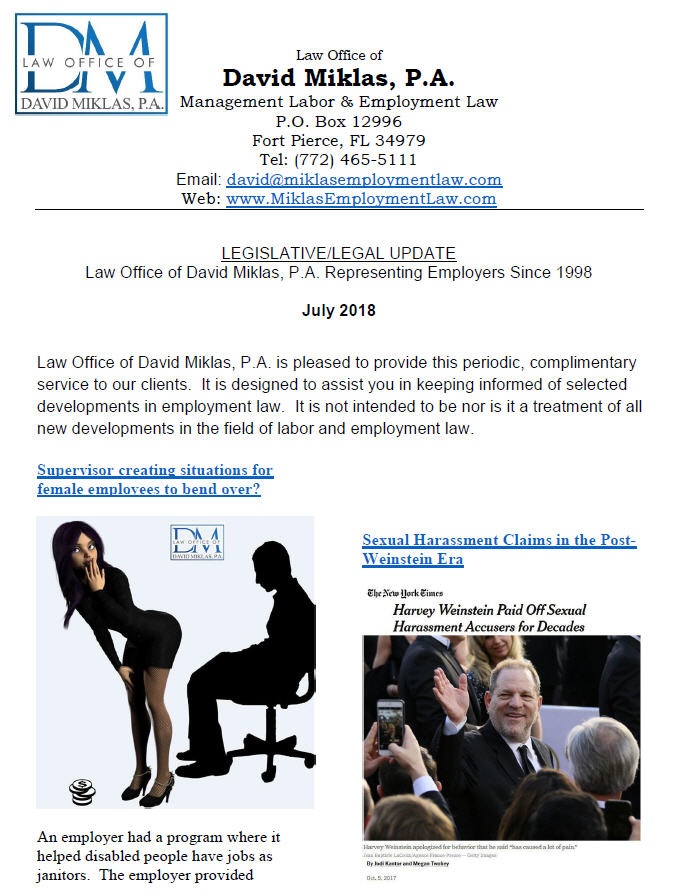 DM
LAW OFFICE OF
DAVID MIKLAS, P.A.
Law Office of
David Miklas, P.A.
Management Labor & Employment Law
P.O. Box 12996
Fort Pierce, FL 34979
Tel: (772) 465-5111
Email: david@miklasemploymentlaw.com
Web: www.MiklasEmploymentLaw.com
LEGISLATIVE/LEGAL UPDATE
Law Office of David Miklas, P.A. Representing Employers Since 1998
July 2018
Law Office of David Miklas, P.A. is pleased to provide this periodic, complimentary
service to our clients.  It is designed to assist you in keeping informed of selected
developments in employment law.  It is not intended to be nor is it a treatment of all
new developments in the field of labor and employment law.
Supervisor creating situations for
female employees to bend over?
DM
LAW OFFICE OF
DAVID MIKLAS, P.A.
$
An employer had a program where it
helped disabled people have jobs as
janitors.  The employer provided
Sexual Harassment Claims in the Post-
Weinstein Era
The New York Times
Harvey Weinstein Paid Off Sexual
Harassment Accusers for Decades
Harvey Weinstein apologized for behavior that he said "has caused a lot of pain."
Jean Baptiste Lacroix/Agence France-Presse — Getty Images
By Jodi Kantor and Megan Twohey
Oct. 5, 2017